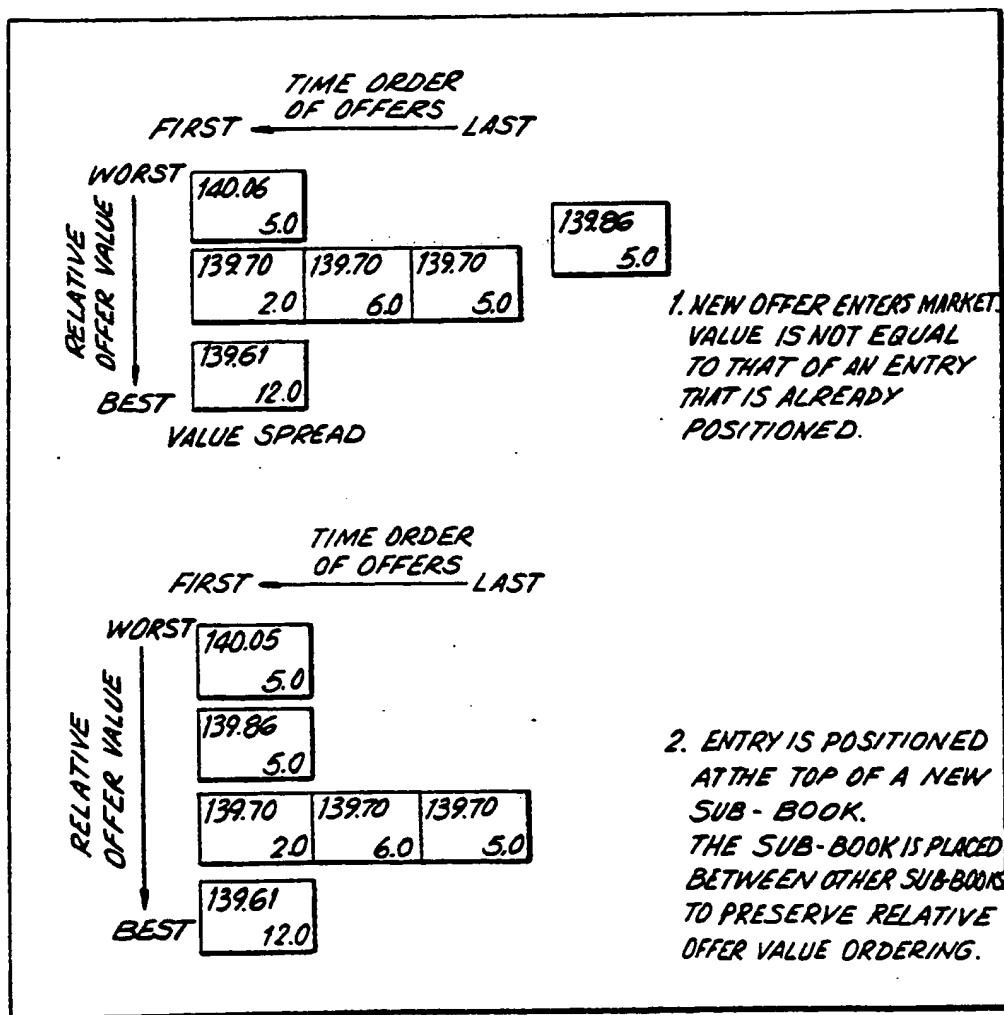 TIME ORDER
OF OFFERS
FIRST LAST
WORST
RELATIVE
OFFER VALUE
BEST
140.06
5.0
139.86
5.0
139.70 139.70 139.70
2.0 6.0 5.0
139.61
12.0
VALUE SPREAD
1. NEW OFFER ENTERS MARKET.
VALUE IS NOT EQUAL
TO THAT OF AN ENTRY
THAT IS ALREADY
POSITIONED.
TIME ORDER
OF OFFERS
FIRST LAST
WORST
RELATIVE
OFFER VALUE
BEST
140.05
5.0
139.86
5.0
139.70 139.70 139.70
2.0 6.0 5.0
139.61
12.0
2. ENTRY IS POSITIONED
AT THE TOP OF A NEW
SUB-BOOK.
THE SUB-BOOK IS PLACED
BETWEEN OTHER SUB-BOOKS
TO PRESERVE RELATIVE
OFFER VALUE ORDERING.